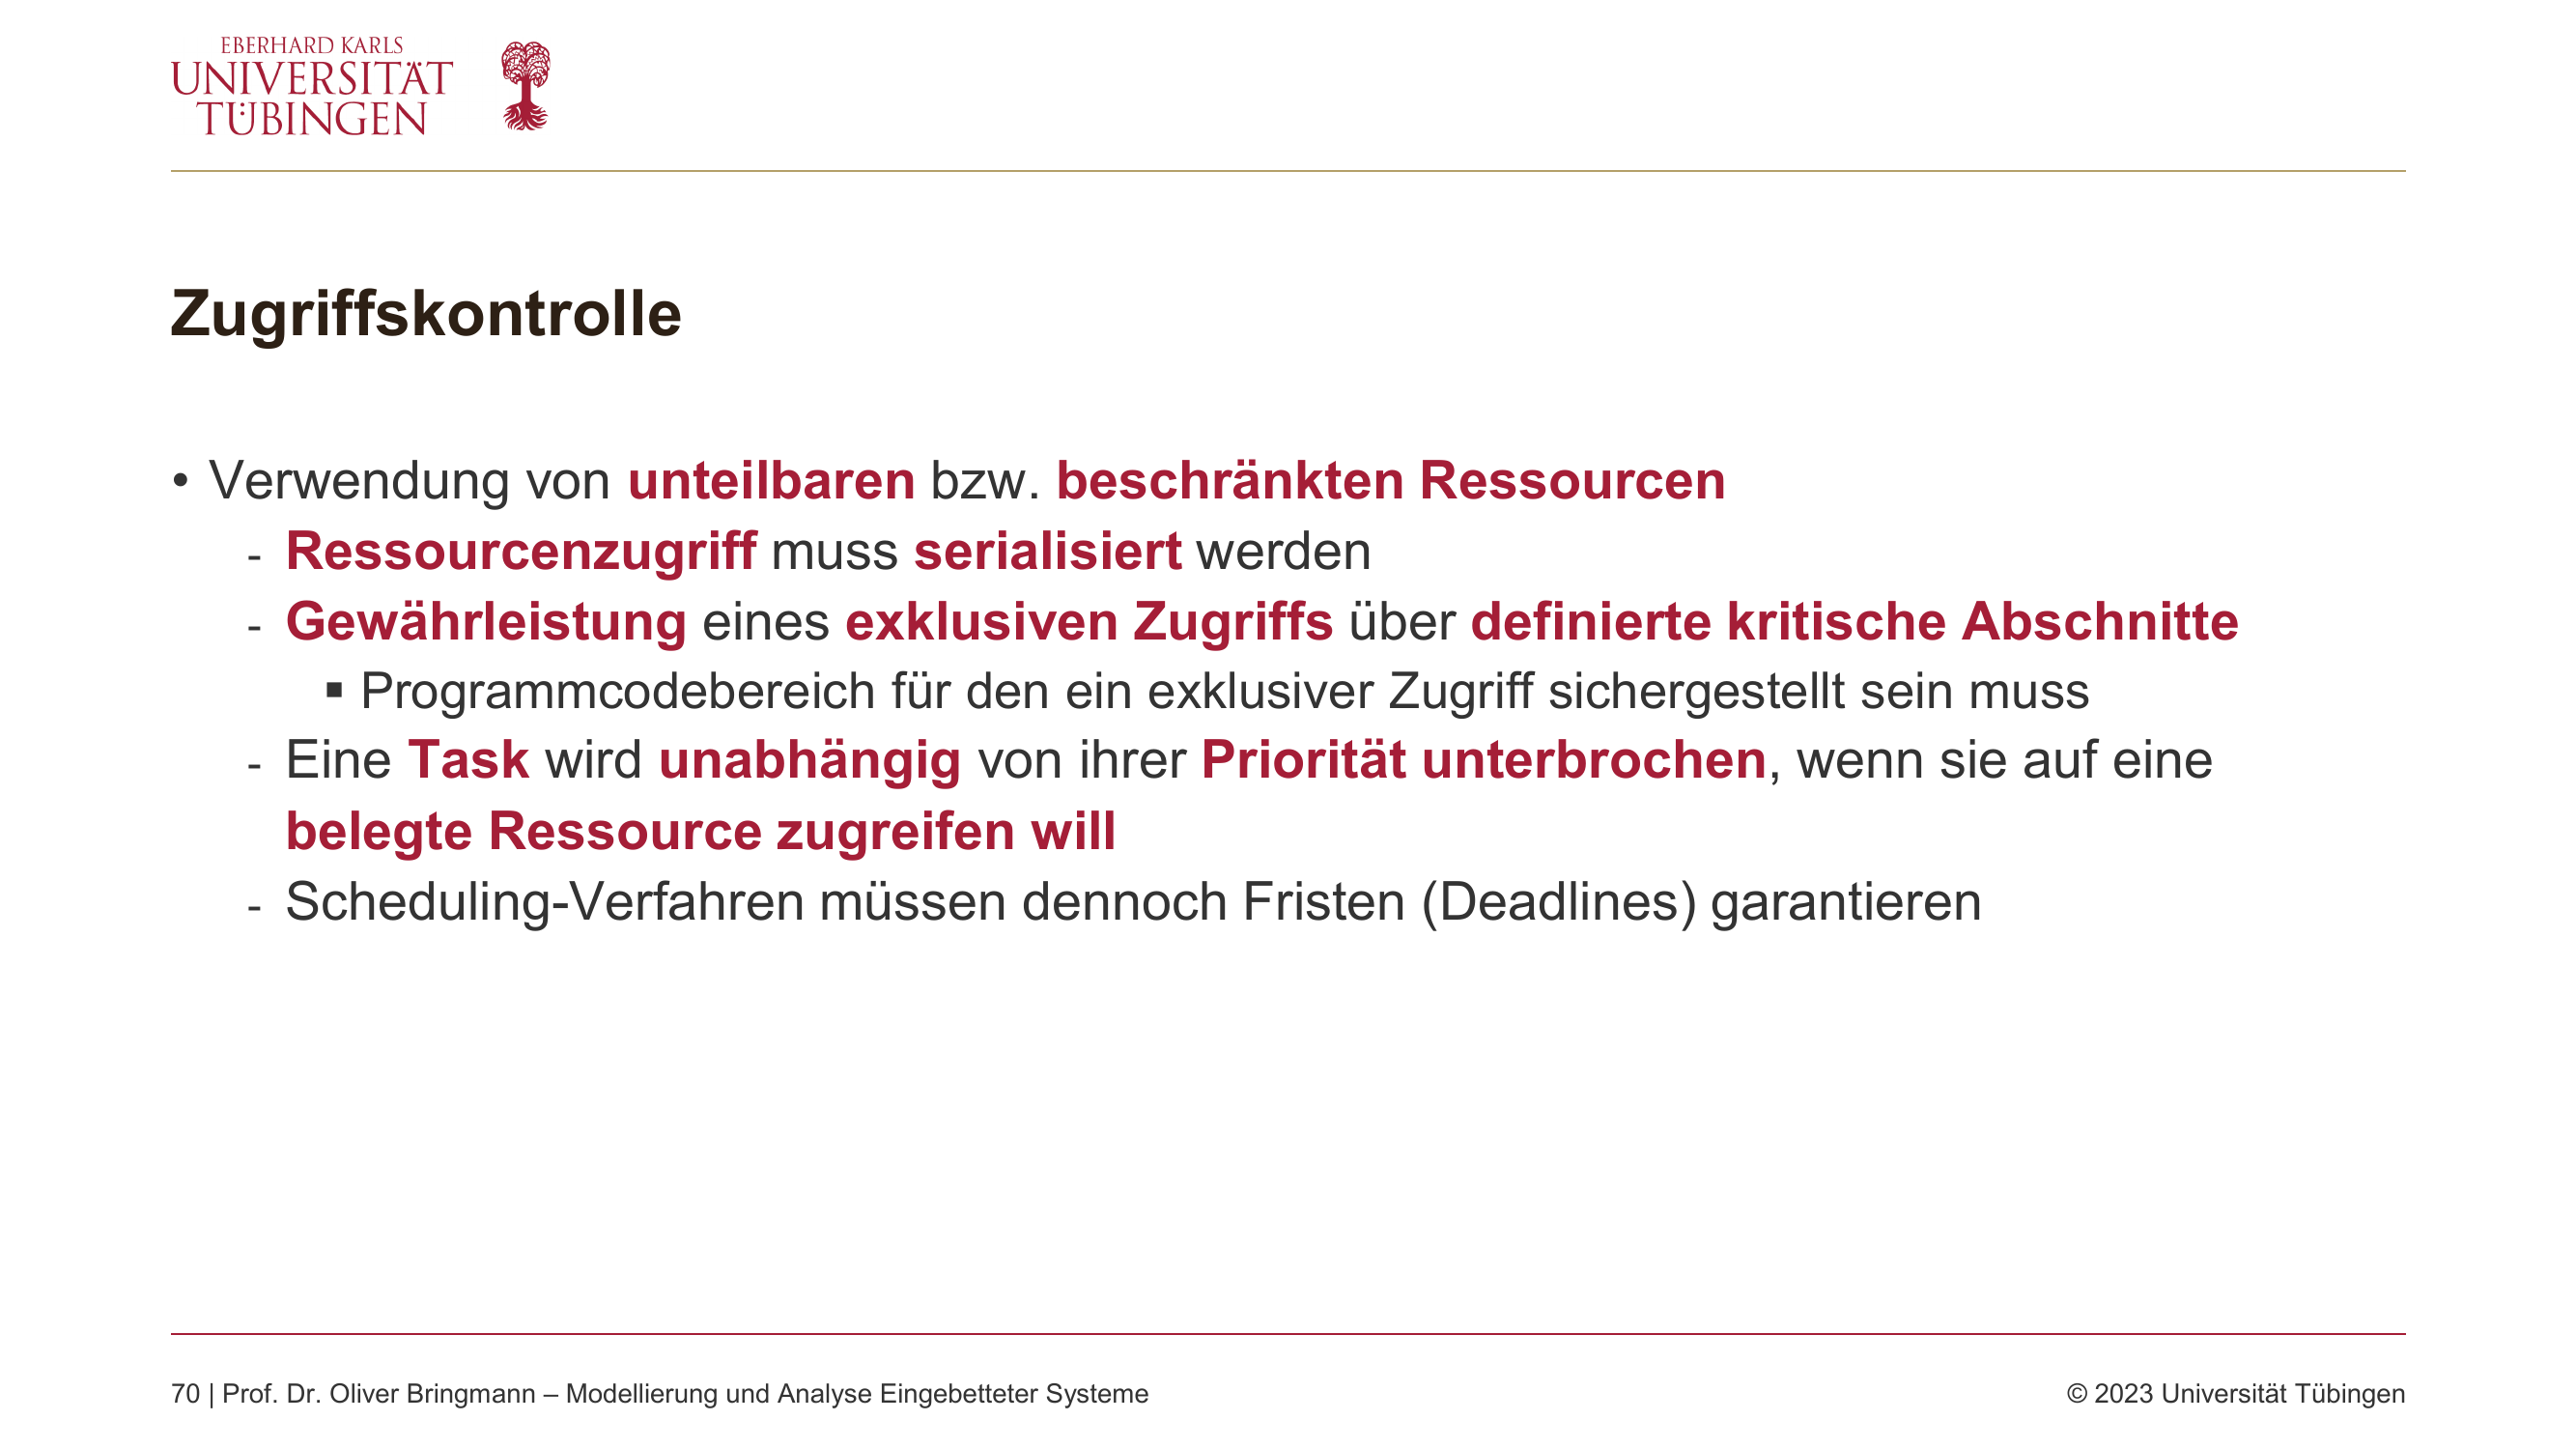 EBERHARD KARLS
UNIVERSITÄT
TÜBINGEN
Zugriffskontrolle
• Verwendung von unteilbaren bzw. beschränkten Ressourcen
- Ressourcenzugriff muss serialisiert werden
- Gewährleistung eines exklusiven Zugriffs über definierte kritische Abschnitte
▪ Programmcodebereich für den ein exklusiver Zugriff sichergestellt sein muss
- Eine Task wird unabhängig von ihrer Priorität unterbrochen, wenn sie auf eine
belegte Ressource zugreifen will
- Scheduling-Verfahren müssen dennoch Fristen (Deadlines) garantieren
70 | Prof. Dr. Oliver Bringmann – Modellierung und Analyse Eingebetteter Systeme
© 2023 Universität Tübingen